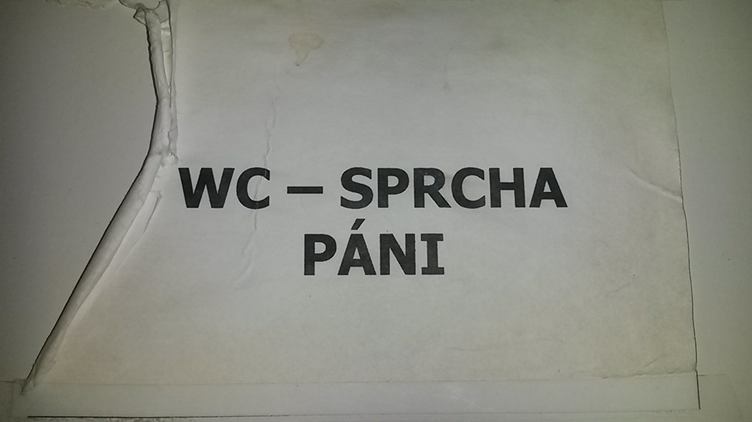 WC – SPRCHA
PÁNI